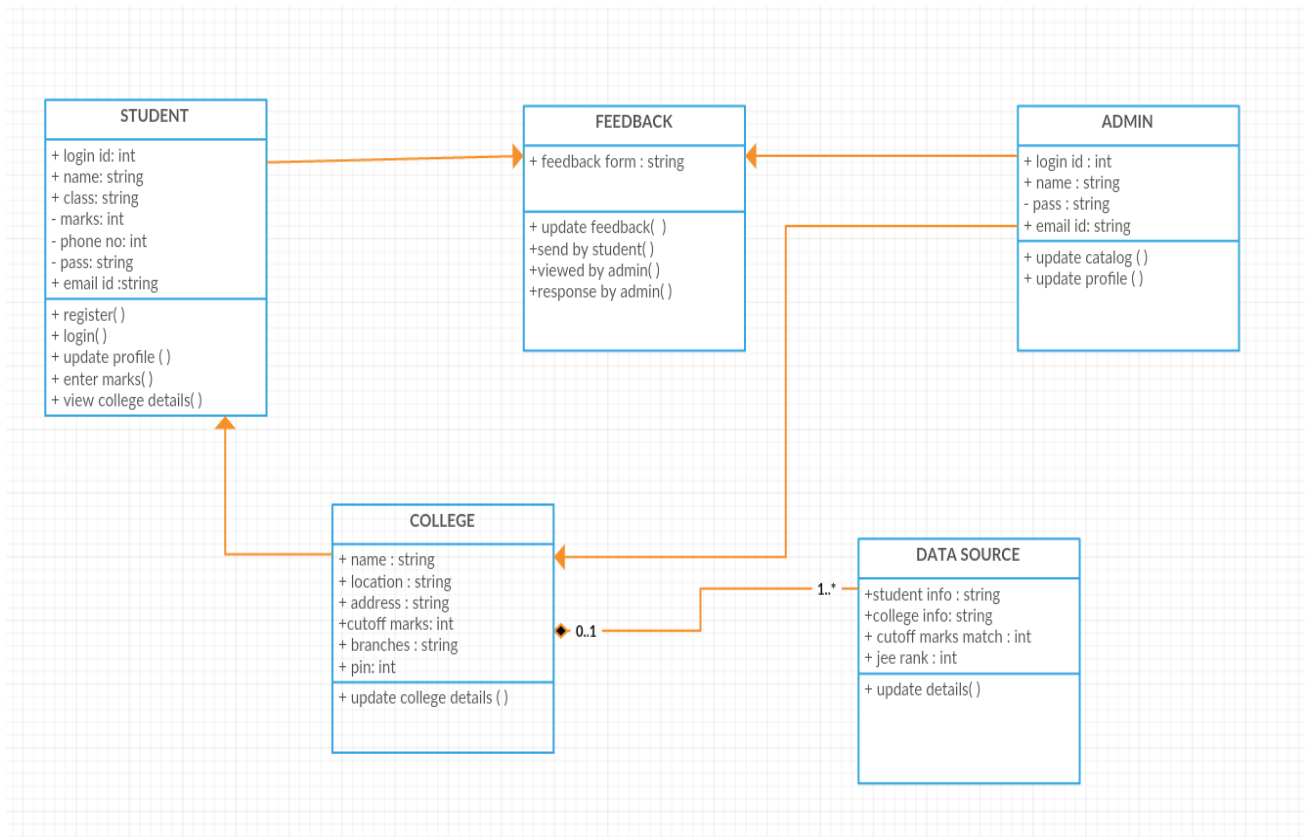 STUDENT
+ login id: int
+ name: string
+ class: string
- marks: int
- phone no: int
- pass: string
+ email id :string
+ register( )
+ login( )
+ update profile ( )
+ enter marks( )
+ view college details( )
FEEDBACK
+ feedback form : string
+ update feedback(  )
+send by student( )
+viewed by admin( )
+response by admin( )
ADMIN
+ login id : int
+ name : string
- pass : string
+ email id: string
+ update catalog ( )
+ update profile ( )
COLLEGE
+ name : string
+ location : string
+ address : string
+cutoff marks: int
+ branches : string
+ pin: int
+ update college details ( )
0..1
1..*
DATA SOURCE
+student info : string
+college info: string
+ cutoff marks match : int
+ jee rank : int
+ update details( )